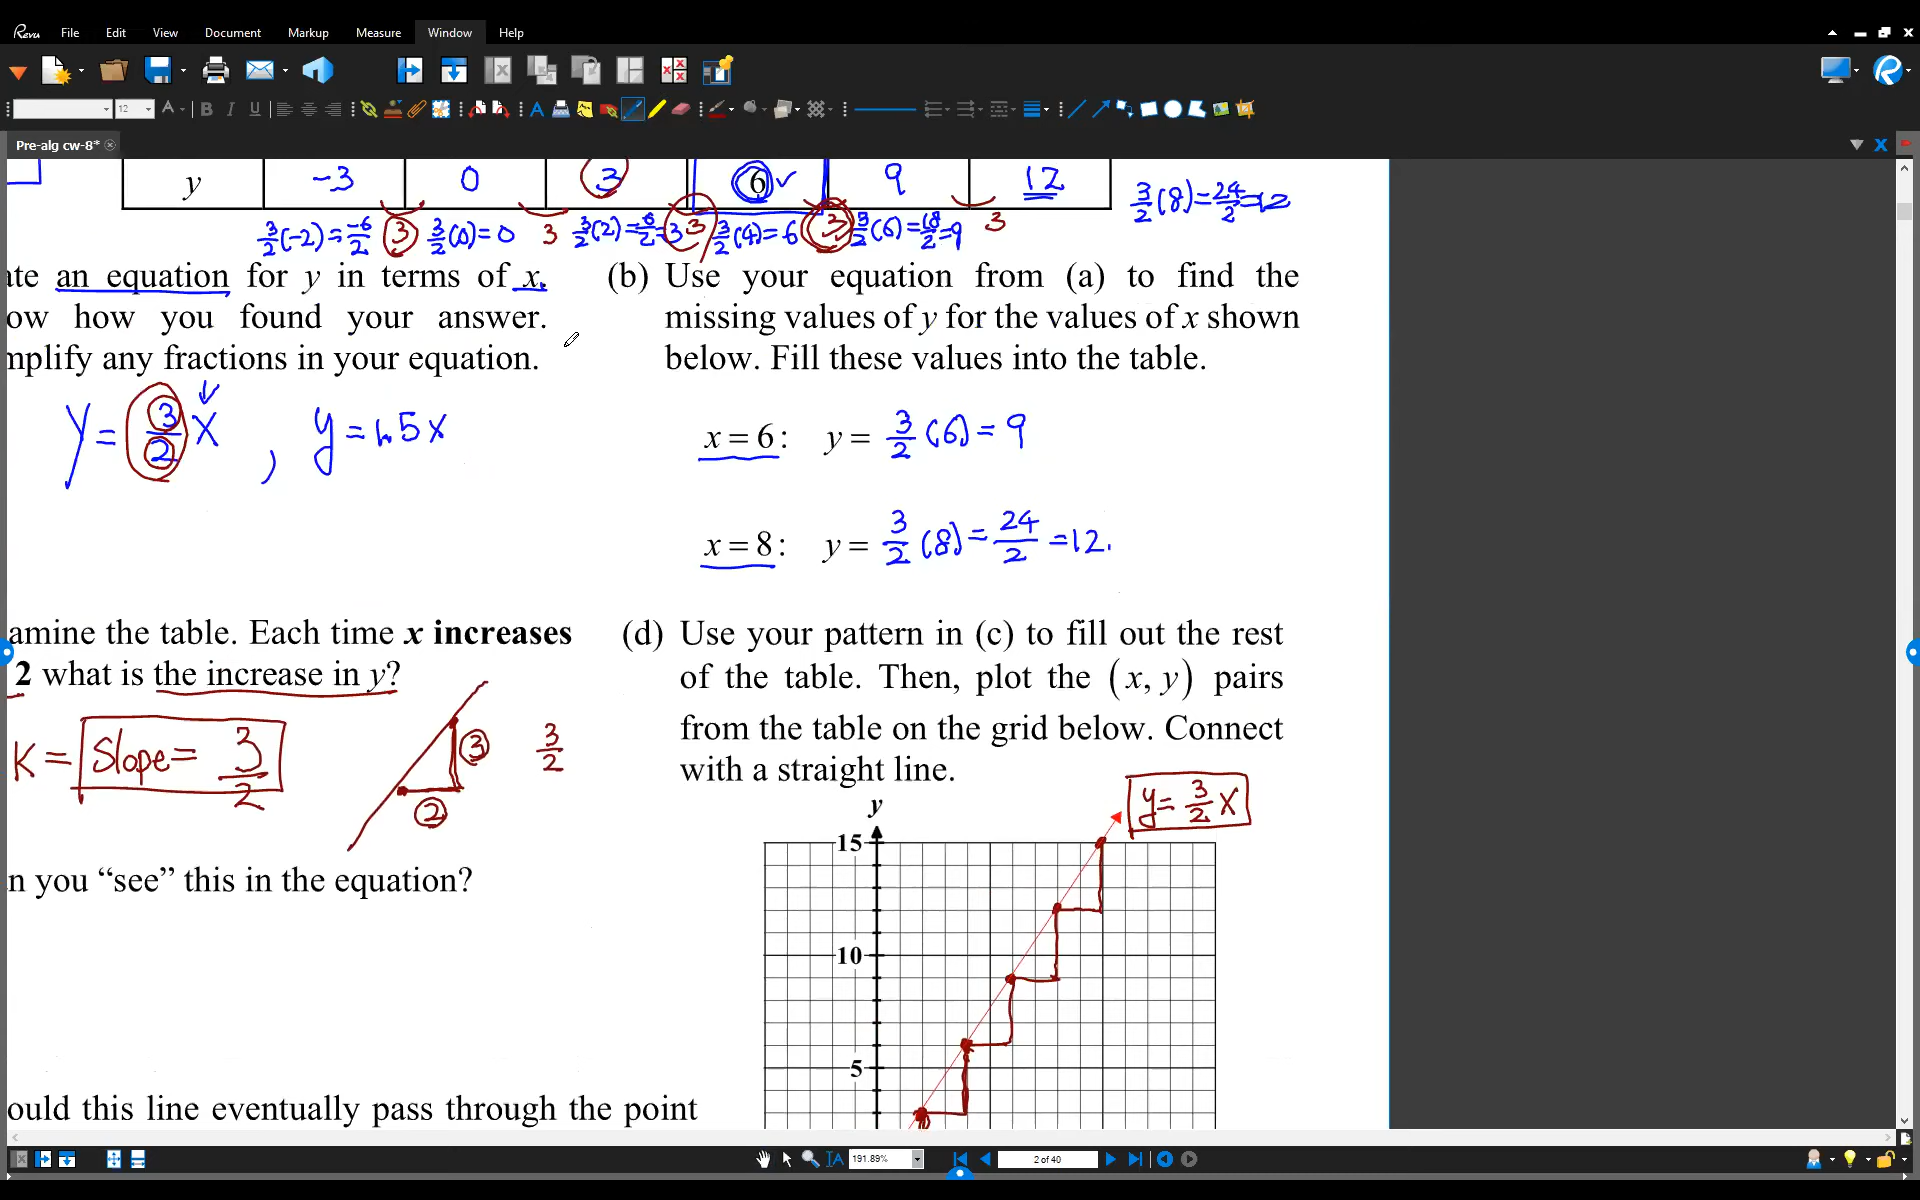 Revu File Edit View Document Markup Measure Window Help
12
Pre-alg cw-8*
y -3 0 3 6 9 12
3/2(8)=24/2=12
3/2(-2)=-6/2 3 3/2(0)=0 3 3/2(2)=6/2=3 3 3/2(4)=6 3 3/2(6)=18/2=9 3
ate an equation for y in terms of x.
ow how you found your answer.
mplify any fractions in your equation.
y = 3/2 x , y = 1.5x
(b) Use your equation from (a) to find the
missing values of y for the values of x shown
below. Fill these values into the table.
x = 6: y = 3/2 (6) = 9
x = 8: y = 3/2 (8) = 24/2 = 12.
amine the table. Each time x increases
2 what is the increase in y?
K = Slope = 3/2
3
2
3/2
n you “see” this in the equation?
ould this line eventually pass through the point
(d) Use your pattern in (c) to fill out the rest
of the table. Then, plot the (x, y) pairs
from the table on the grid below. Connect
with a straight line.
y = 3/2 x
y
15
10
5
191.89% 2 of 40